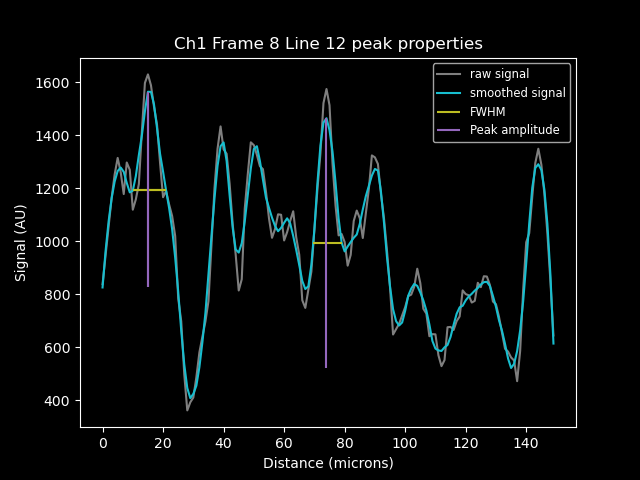 Ch1 Frame 8 Line 12 peak properties
raw signal
smoothed signal
FWHM
Peak amplitude
1600
1400
1200
1000
800
600
400
Signal (AU)
0 20 40 60 80 100 120 140
Distance (microns)